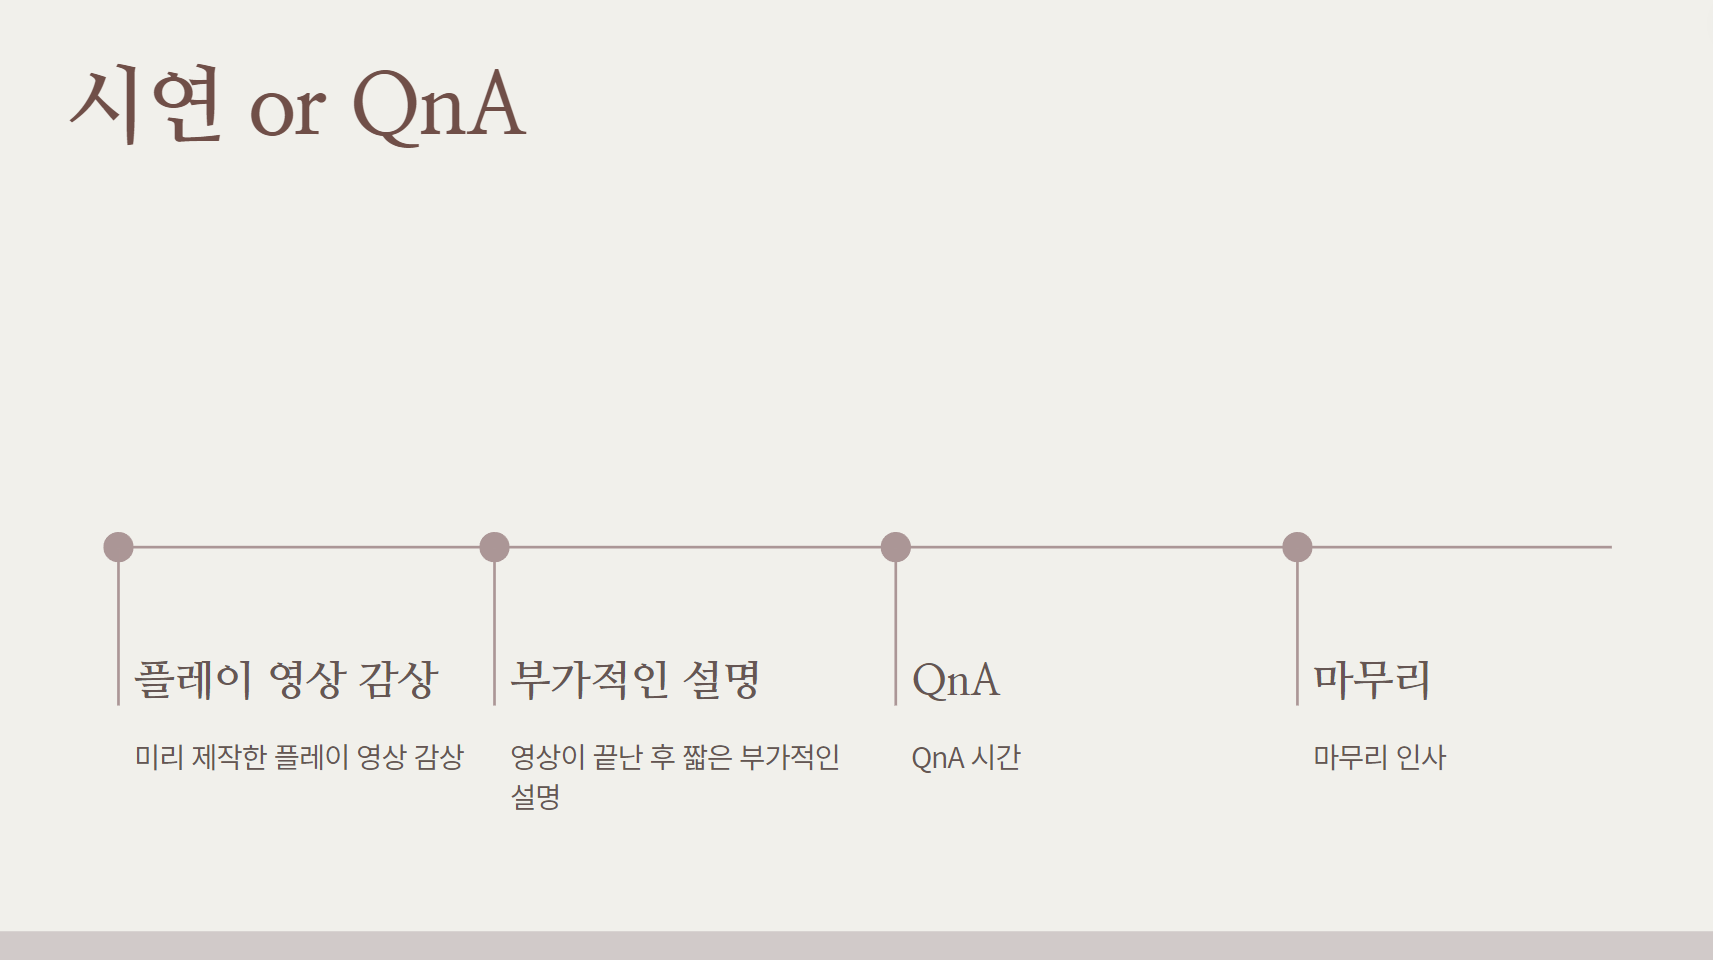 시연 or QnA
플레이 영상 감상
미리 제작한 플레이 영상 감상
부가적인 설명
영상이 끝난 후 짧은 부가적인
설명
QnA
QnA 시간
마무리
마무리 인사